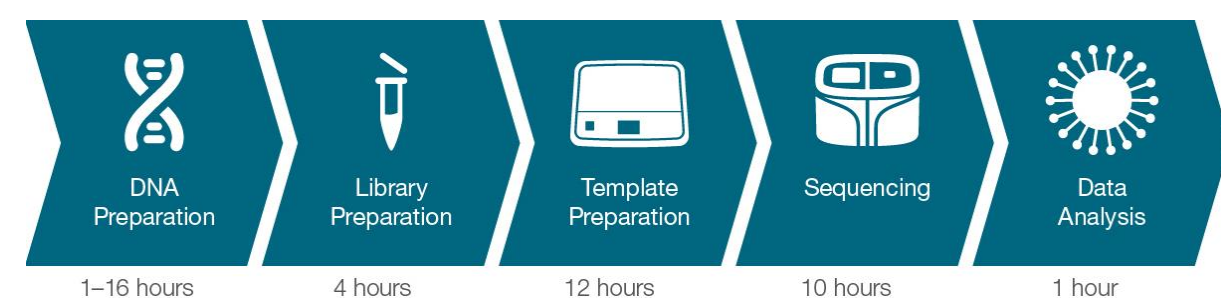 DNA
Preparation
Library
Preparation
Template
Preparation
Sequencing
Data
Analysis
1–16 hours
4 hours
12 hours
10 hours
1 hour